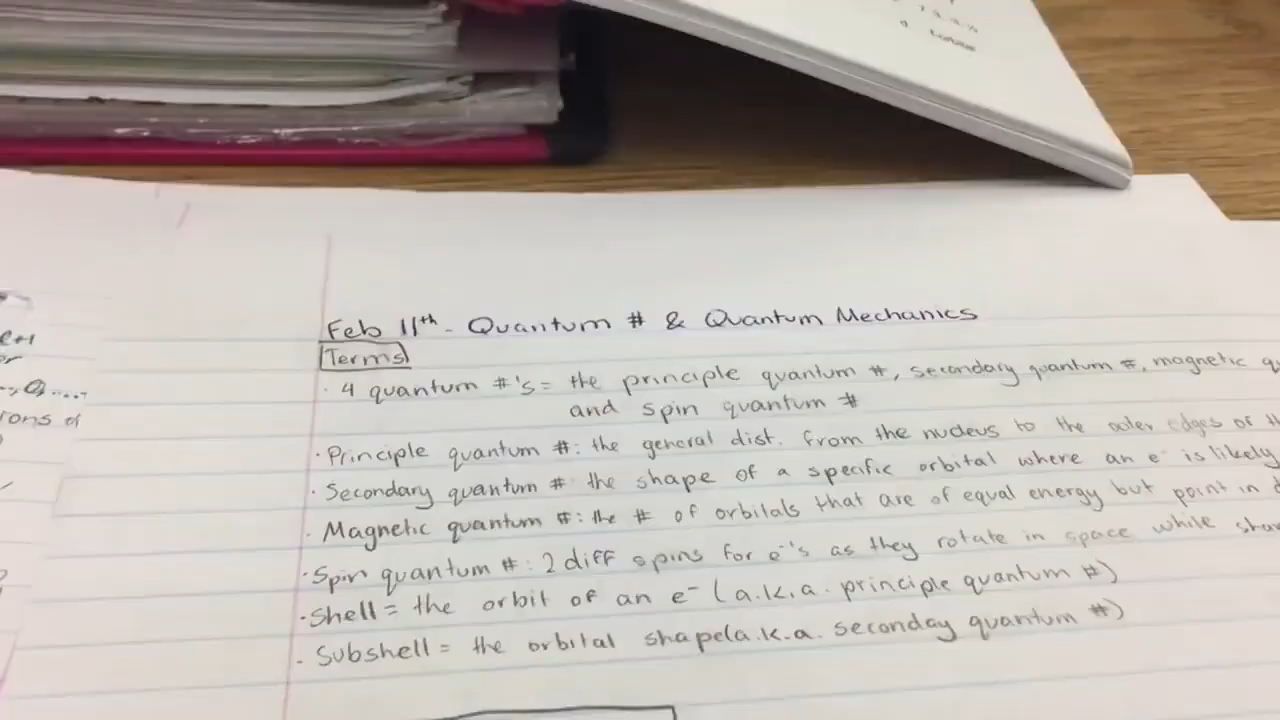 Feb 11th - Quantum # & Quantum Mechanics
Terms
· 4 quantum #'s = the principle quantum #, secondary quantum #, magnetic
and spin quantum #
· Principle quantum #: the general dist. from the nucleus to the outer edges of
· Secondary quantum # the shape of a specific orbital where an e⁻ is likely
· Magnetic quantum #: the # of orbitals that are of equal energy but point in
· Spin quantum #: 2 diff spins for e⁻'s as they rotate in space while
· Shell = the orbit of an e⁻ (a.k.a. principle quantum #)
· Subshell = the orbital shape(a.k.a. seconday quantum #)